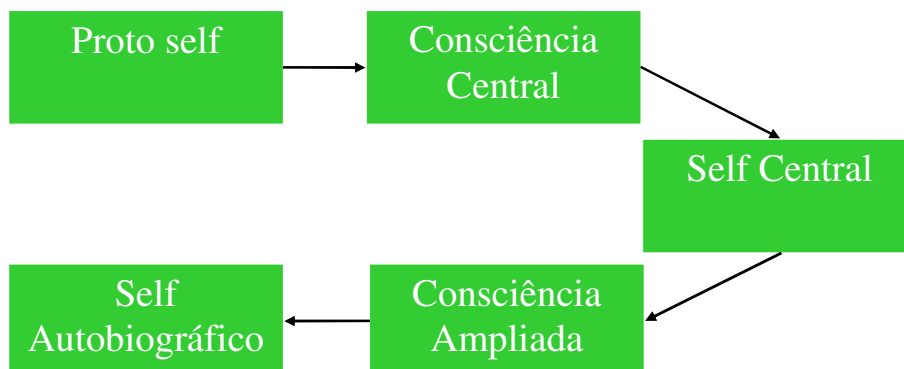 Proto self
Consciência
Central
Self Central
Consciência
Ampliada
Self
Autobiográfico